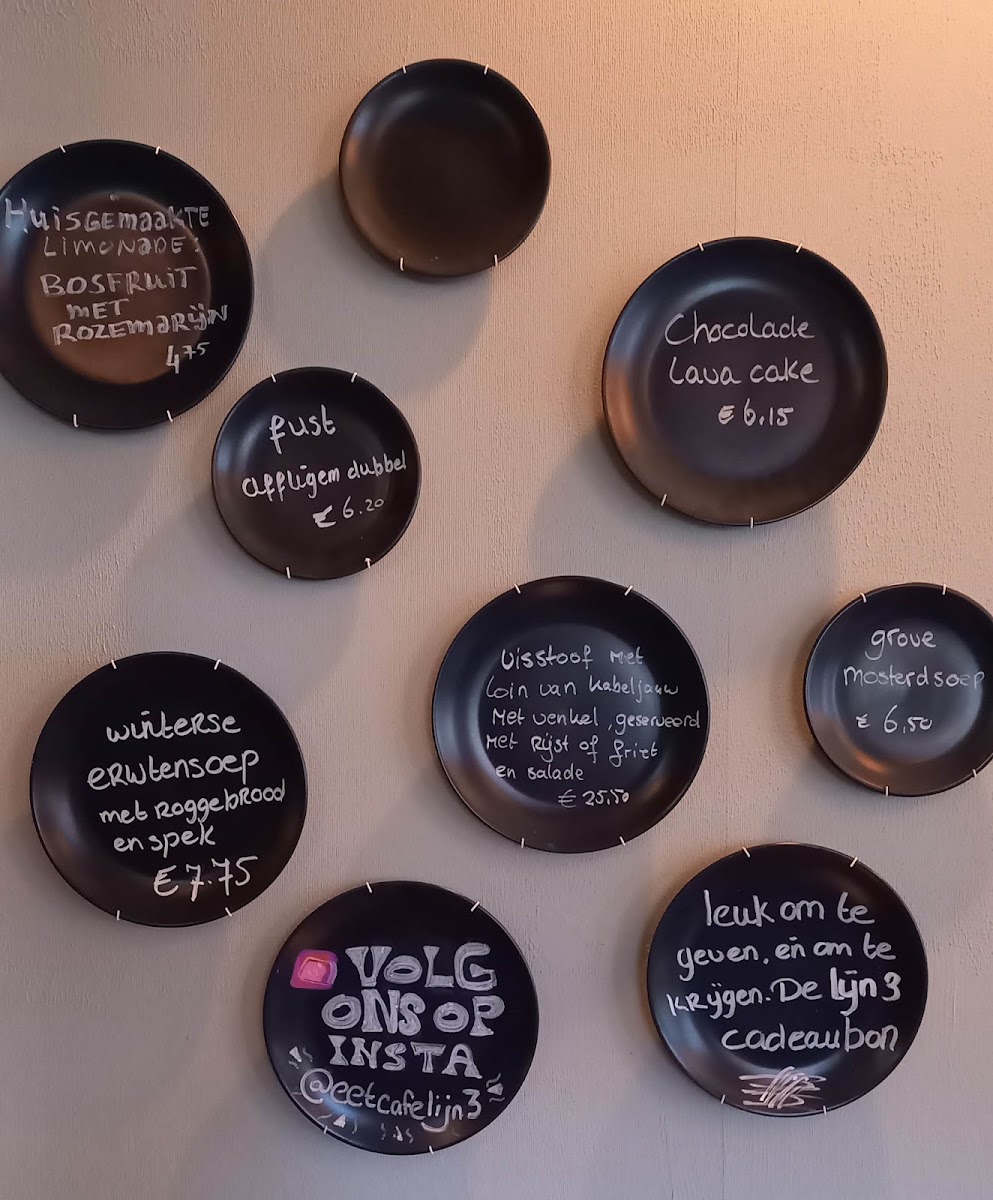 HuisGemaakTE
LIMONADE:
BOSFRUiT
mET
ROZEMARIJN
4.75
Chocolade
Lava cake
€ 6.15
fust
affligem dubbel
€ 6.20
visstoof met
Loin van kabeljauw
Met venkel, geserveerd
Met Rijst of friet
en salade
€ 25,50
grove
mosterdsoep
€ 6,50
winterse
erwtensoep
met roggebrood
en spek
€ 7.75
leuk om te
geven, en om te
krijgen. De lijn 3
cadeaubon
VOLG
ONS OP
INSTA
@eetcafelijn3